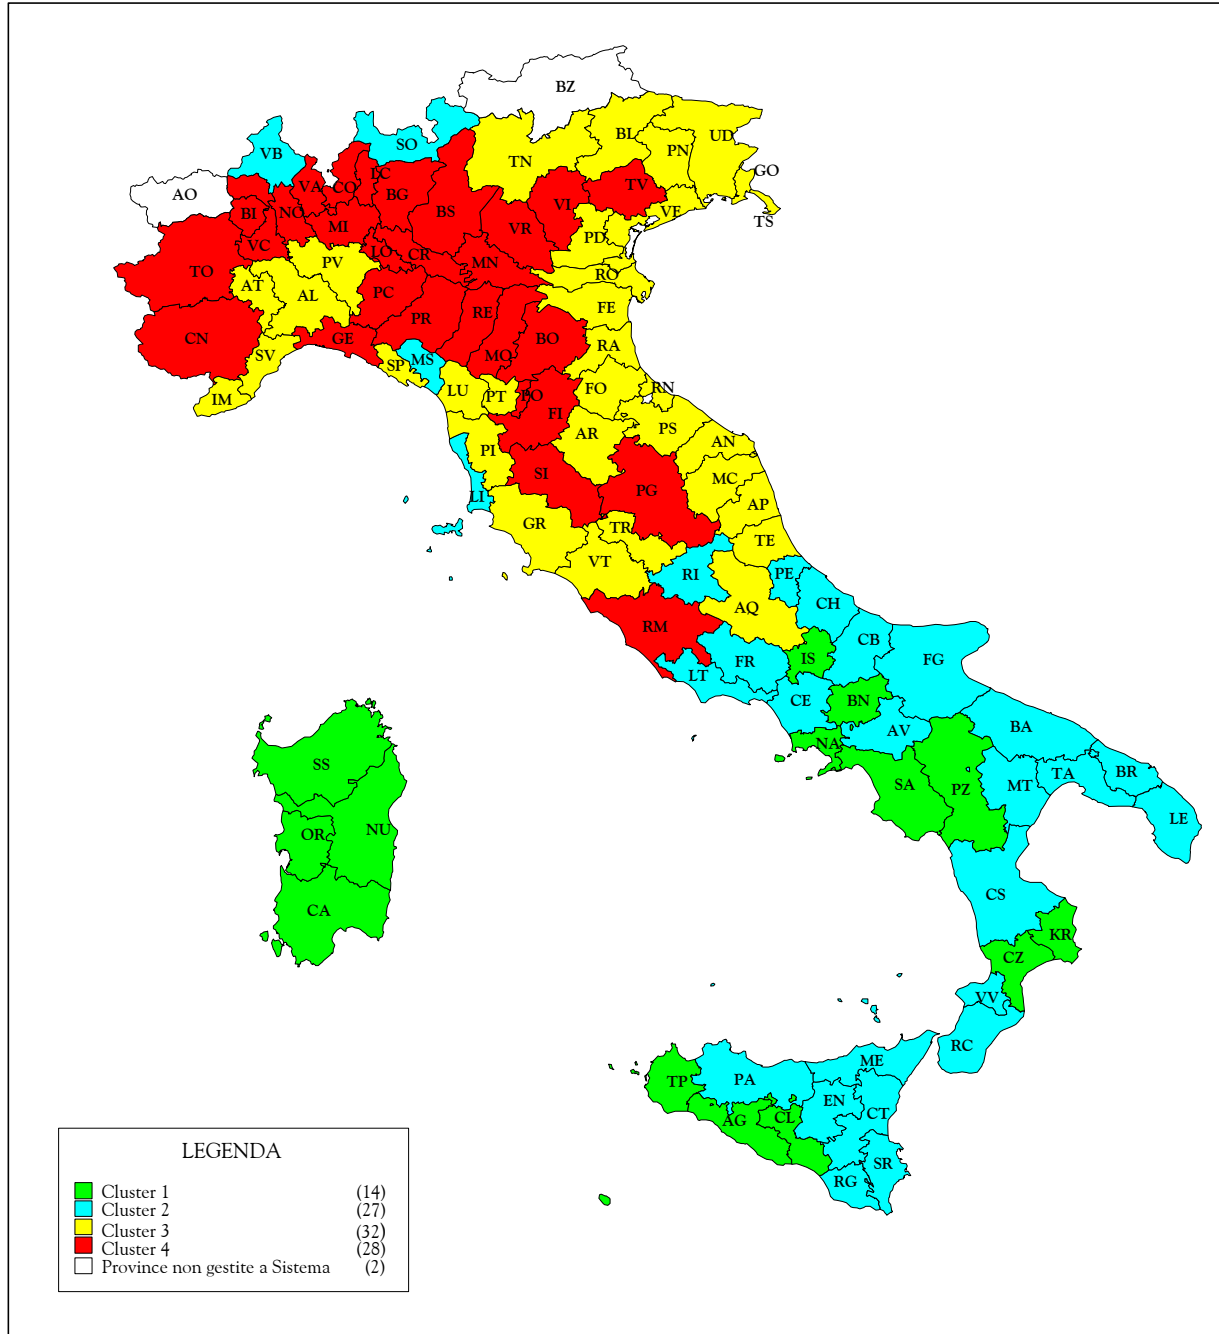 BZ
BL
UD
SO
PN
VB
TN
GO
AO
VA
CO
LC
BG
TV
BI
NO
BS
VI
VE
TS
MI
VR
PD
VC
LO
CR
MN
TO
PV
RO
AT
AL
PC
RE
FE
PR
CN
GE
BO
RA
SV
SP
MS
MO
IM
LU
PT
PO
FO
RN
FI
AR
PS
AN
PI
SI
MC
LI
PG
AP
GR
TR
TE
VT
RI
PE
AQ
CH
RM
CB
FR
IS
FG
LT
CE
BN
NA
AV
BA
SS
SA
PZ
MT
TA
BR
OR
NU
LE
CS
CA
KR
CZ
VV
RC
ME
TP
PA
EN
CT
AG
CL
SR
RG
LEGENDA
Cluster 1 (14)
Cluster 2 (27)
Cluster 3 (32)
Cluster 4 (28)
Province non gestite a Sistema (2)